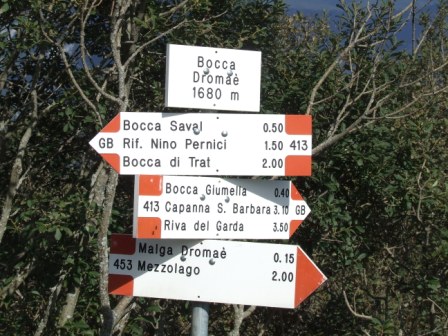 Bocca
Dromaè
1680 m
Bocca Saval 0.50
GB Rif. Nino Pernici 1.50 413
Bocca di Trat 2.00
Bocca Giumella 0.40
413 Capanna S. Barbara 3.10 GB
Riva del Garda 3.50
Malga Dromaè 0.15
453 Mezzolago 2.00